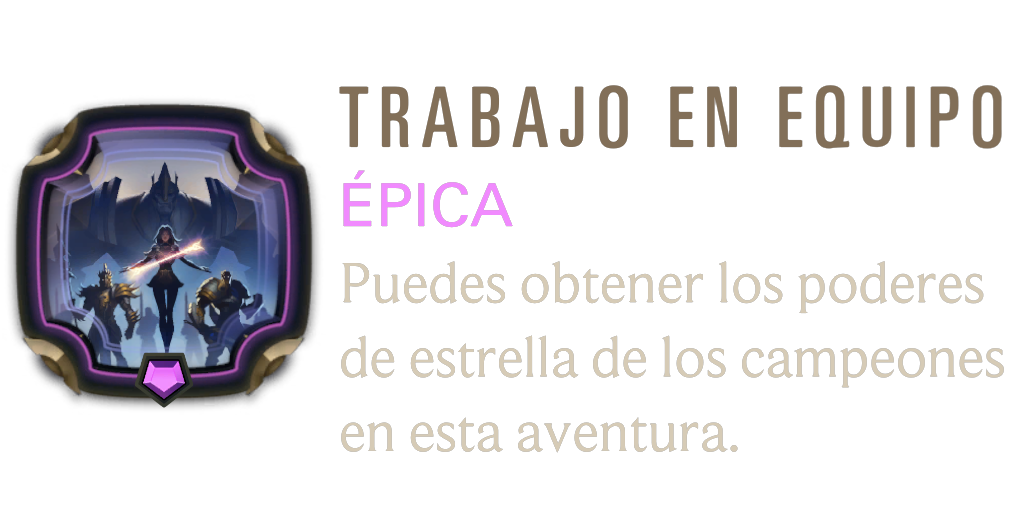 TRABAJO EN EQUIPO
ÉPICA
Puedes obtener los poderes
de estrella de los campeones
en esta aventura.